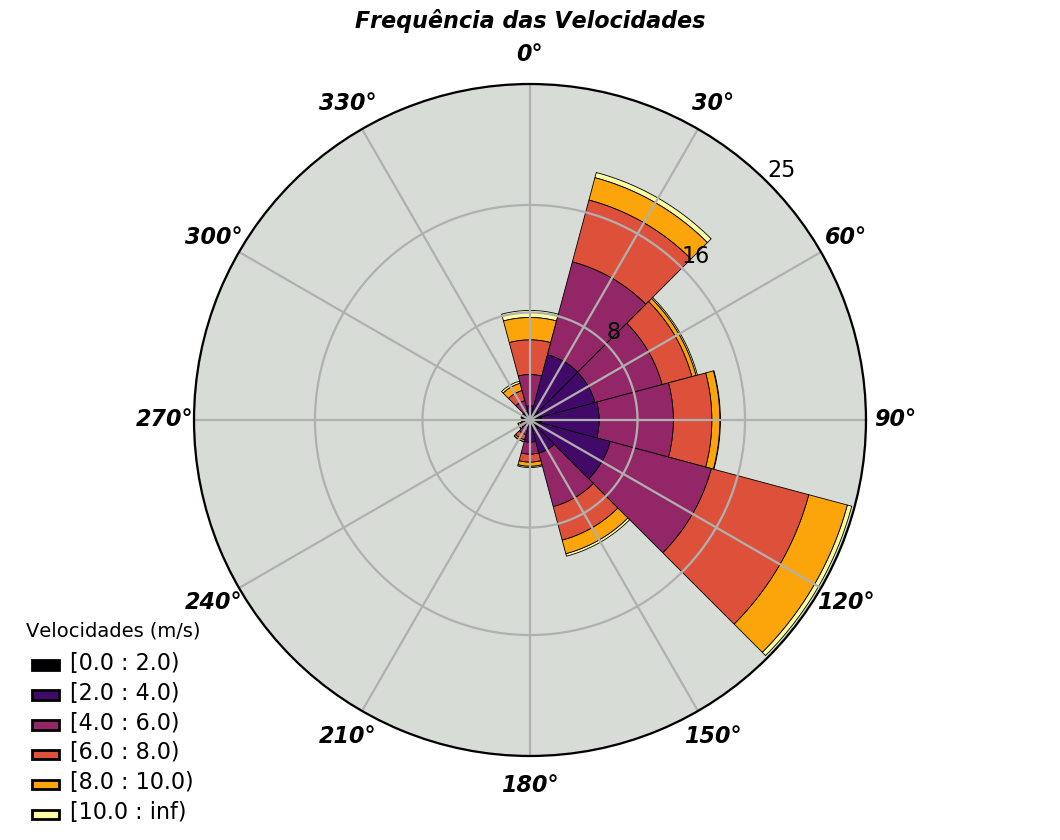 Frequência das Velocidades
0°
330°
30°
25
300°
60°
16
8
270°
90°
240°
120°
210°
150°
180°
Velocidades (m/s)
[0.0 : 2.0)
[2.0 : 4.0)
[4.0 : 6.0)
[6.0 : 8.0)
[8.0 : 10.0)
[10.0 : inf)